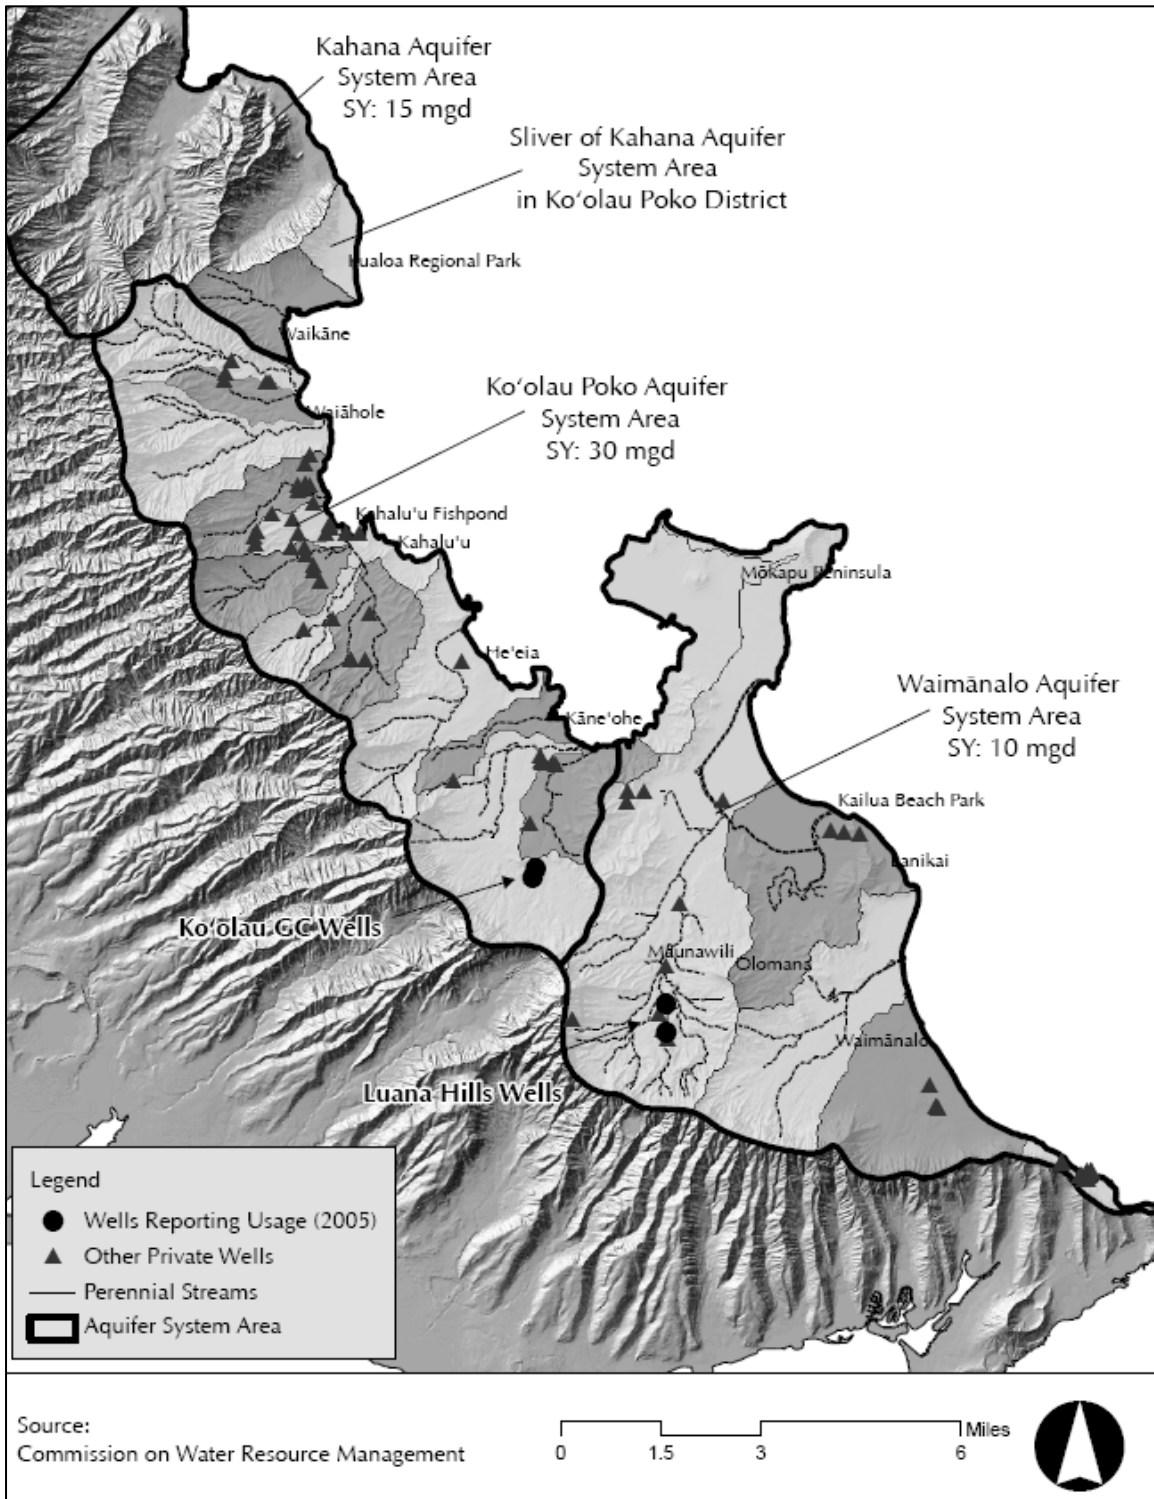 Kahana Aquifer
System Area
SY: 15 mgd
Sliver of Kahana Aquifer
System Area
in Koʻolau Poko District
Regional Park
Waiāhole
Koʻolau Poko Aquifer
System Area
SY: 30 mgd
Kahaluʻu Fishpond
Kahaluʻu
Mōkapu Peninsula
Heʻeia
Kāneʻohe
Waimānalo Aquifer
System Area
SY: 10 mgd
Kailua Beach Park
Lanikai
Koʻolau GC Wells
Maunawili
Olomana
Waimānalo
Luana Hills Wells
Legend
Wells Reporting Usage (2005)
Other Private Wells
Perennial Streams
Aquifer System Area
Source:
Commission on Water Resource Management
0 1.5 3 6 Miles